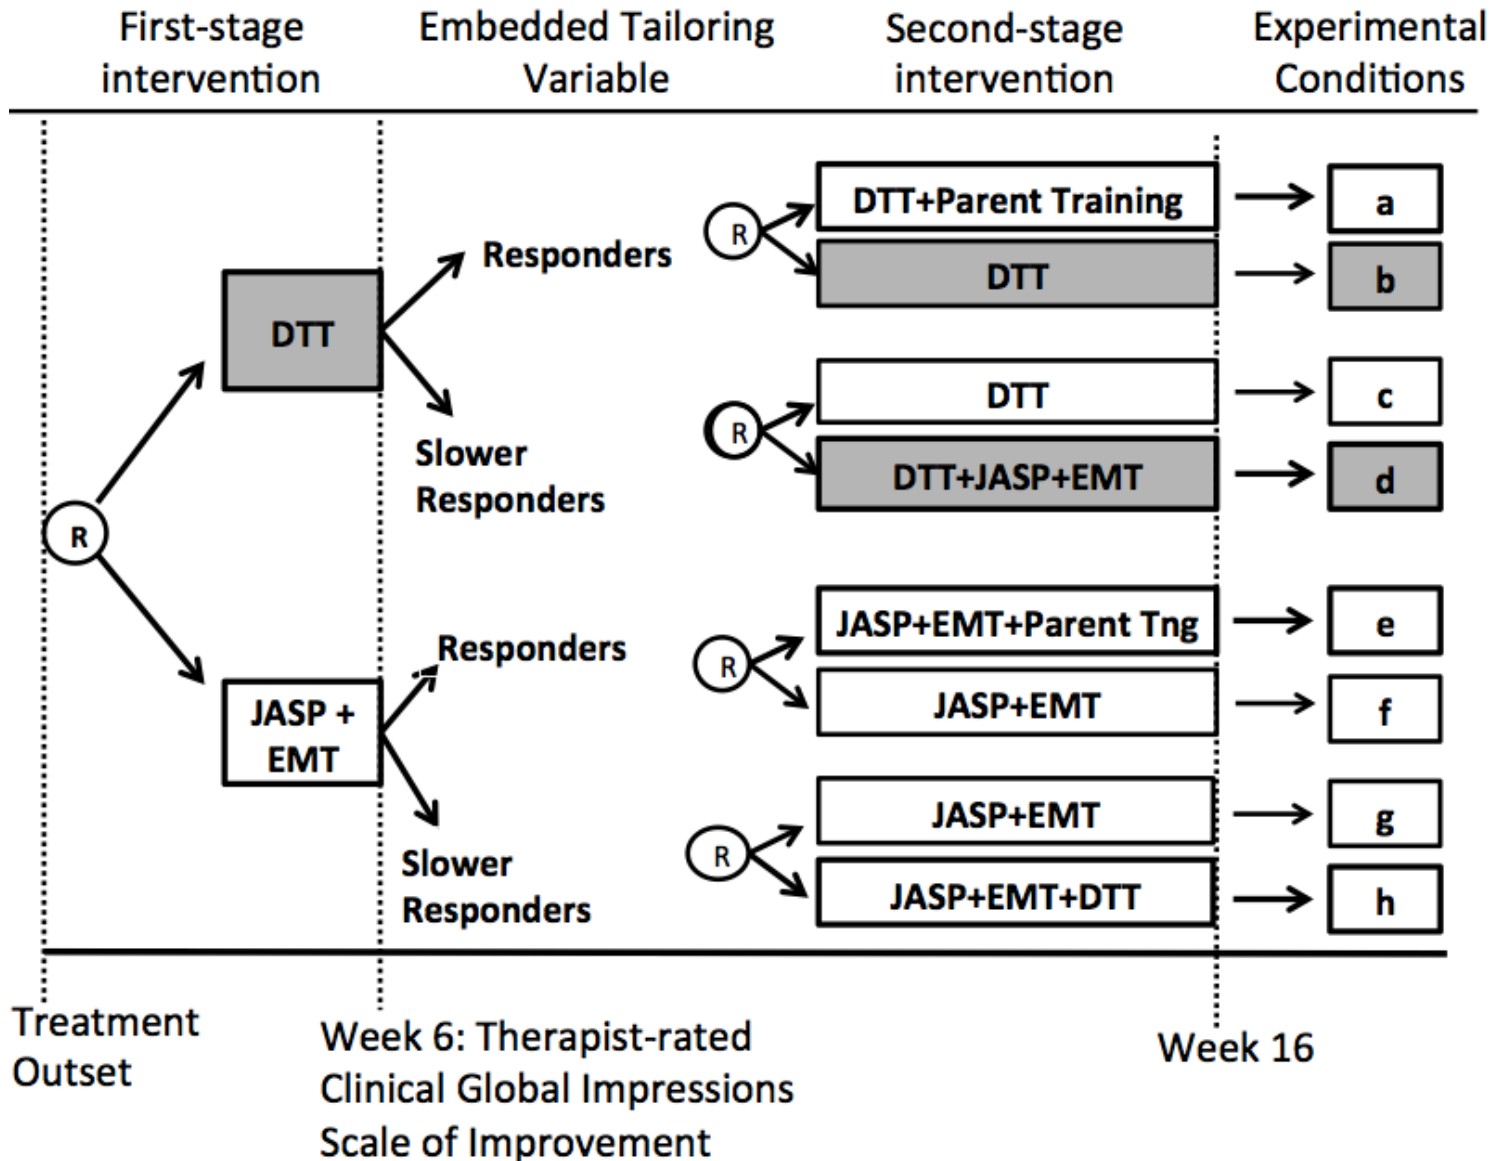 First-stage intervention
Embedded Tailoring Variable
Second-stage intervention
Experimental Conditions
R
DTT
Responders
Slower
Responders
R
DTT+Parent Training
a
DTT
b
R
DTT
c
DTT+JASP+EMT
d
JASP +
EMT
Responders
Slower
Responders
R
JASP+EMT+Parent Tng
e
JASP+EMT
f
R
JASP+EMT
g
JASP+EMT+DTT
h
Treatment
Outset
Week 6: Therapist-rated
Clinical Global Impressions
Scale of Improvement
Week 16